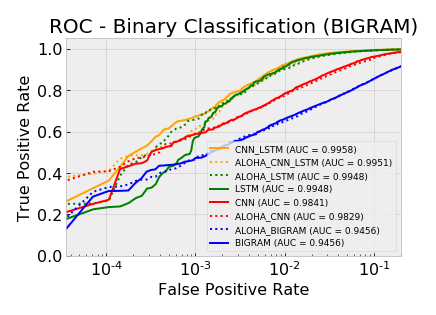 ROC - Binary Classification (BIGRAM)
True Positive Rate
1.0
0.8
0.6
0.4
0.2
0.0
CNN_LSTM (AUC = 0.9958)
ALOHA_CNN_LSTM (AUC = 0.9951)
ALOHA_LSTM (AUC = 0.9948)
LSTM (AUC = 0.9948)
CNN (AUC = 0.9841)
ALOHA_CNN (AUC = 0.9829)
ALOHA_BIGRAM (AUC = 0.9456)
BIGRAM (AUC = 0.9456)
10⁻⁴ 10⁻³ 10⁻² 10⁻¹
False Positive Rate